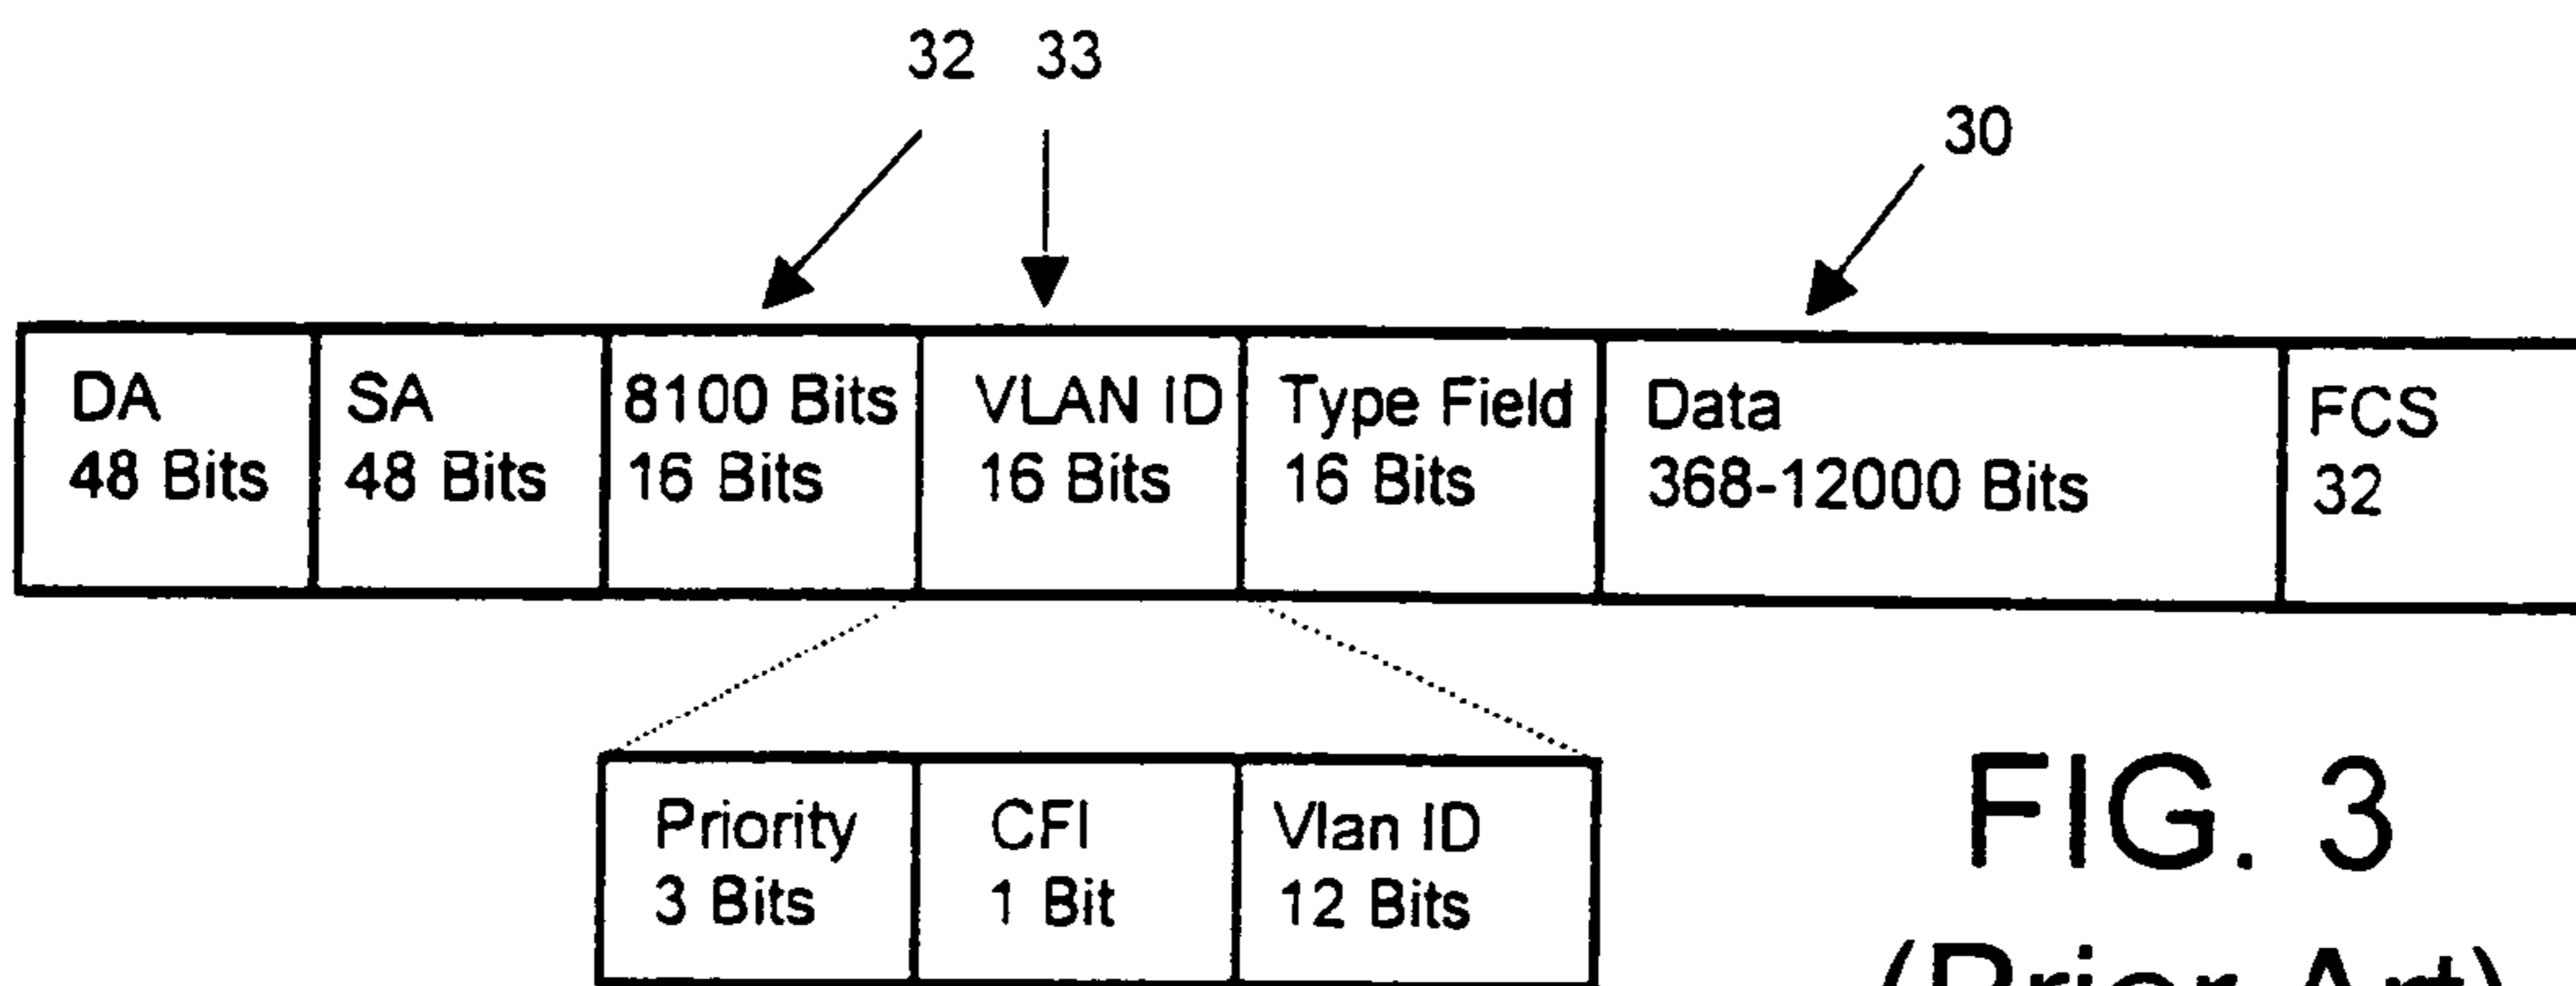 32 33
30
DA
48 Bits
SA
48 Bits
8100 Bits
16 Bits
VLAN ID
16 Bits
Type Field
16 Bits
Data
368-12000 Bits
FCS
32
Priority
3 Bits
CFI
1 Bit
Vlan ID
12 Bits
FIG. 3
(Prior Art)